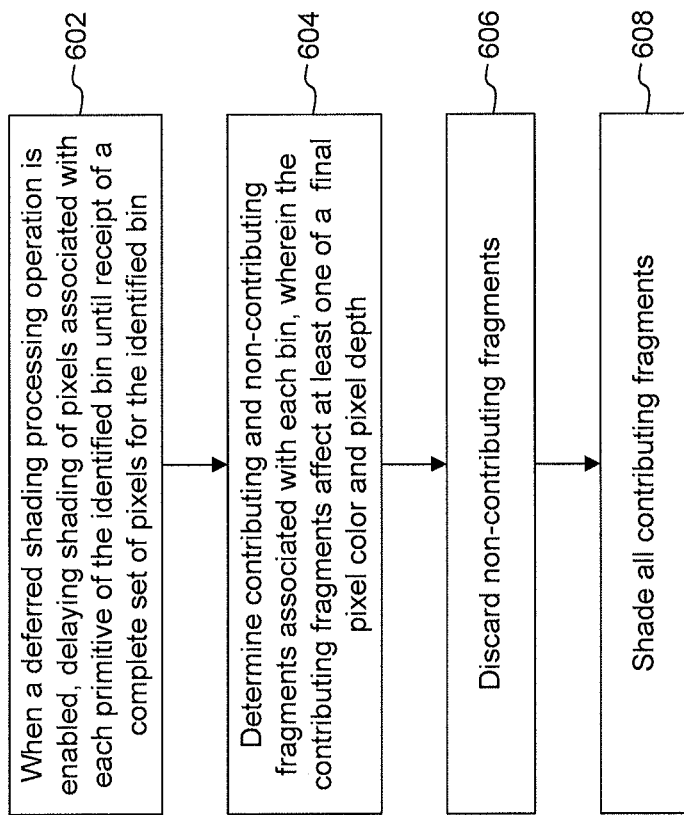 When a deferred shading processing operation is
enabled, delaying shading of pixels associated with
each primitive of the identified bin until receipt of a
complete set of pixels for the identified bin
602
Determine contributing and non-contributing
fragments associated with each bin, wherein the
contributing fragments affect at least one of a final
pixel color and pixel depth
604
Discard non-contributing fragments
606
Shade all contributing fragments
608